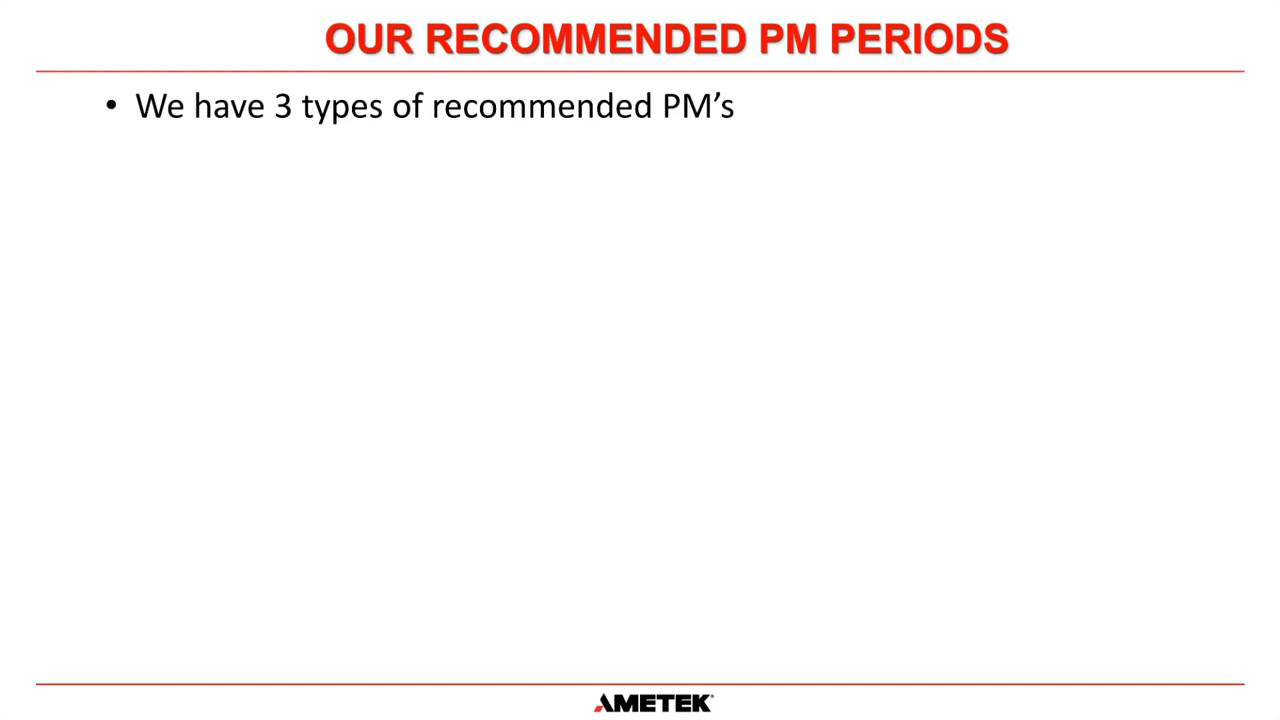 OUR RECOMMENDED PM PERIODS
• We have 3 types of recommended PM’s
AMETEK®